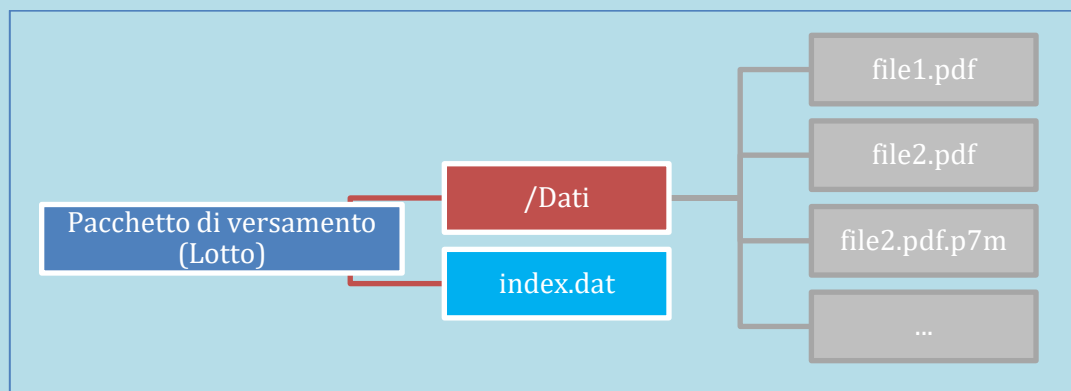 Pacchetto di versamento
(Lotto)
/Dati
index.dat
file1.pdf
file2.pdf
file2.pdf.p7m
...